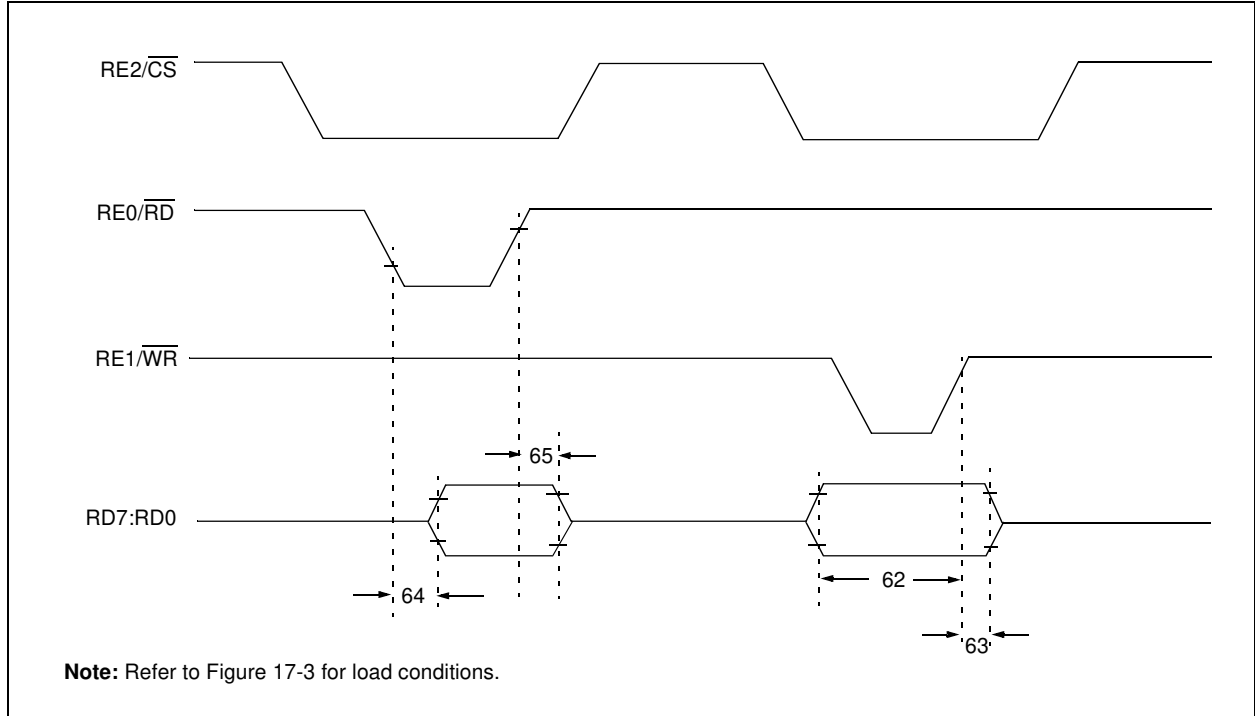 RE2/CS
RE0/RD
RE1/WR
65
RD7:RD0
62
64
63
Note: Refer to Figure 17-3 for load conditions.